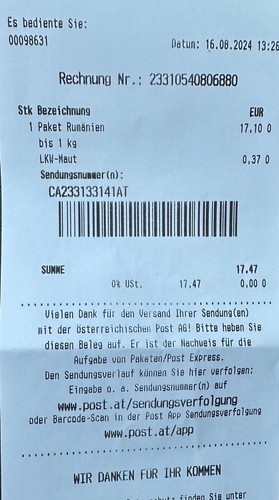 Es bediente Sie:
00098631
Datum: 16.08.2024 13:26
Rechnung Nr.: 23310540806880
Stk Bezeichnung EUR
1 Paket Rumänien 17,10 0
bis 1 kg
LKW-Maut 0,37 0
Sendungsnummer(n):
CA233133141AT
SUMME 17.47
0% USt. 17.47 0.00 0
Vielen Dank für den Versand Ihrer Sendung(en)
mit der österreichischen Post AG! Bitte heben Sie
diesen Beleg auf. Er ist der Nachweis für die
Aufgabe von Paketen/Post Express.
Den Sendungsverlauf können Sie hier verfolgen:
Eingabe o. a. Sendungsnummer(n) auf
www.post.at/sendungsverfolgung
oder Barcode-Scan in der Post App Sendungsverfolgung
www.post.at/app
WIR DANKEN FÜR IHR KOMMEN
finden Sie unter